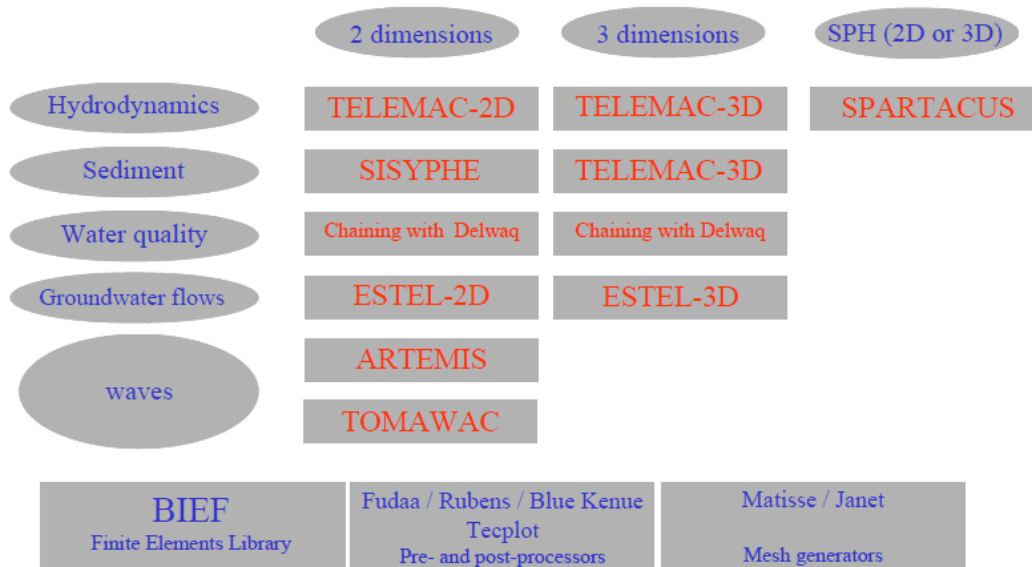 2 dimensions 3 dimensions SPH (2D or 3D)
Hydrodynamics TELEMAC-2D TELEMAC-3D SPARTACUS
Sediment SISYPHE TELEMAC-3D
Water quality Chaining with Delwaq Chaining with Delwaq
Groundwater flows ESTEL-2D ESTEL-3D
waves
ARTEMIS
TOMAWAC
BIEF
Finite Elements Library
Fudaa / Rubens / Blue Kenue
Tecplot
Pre- and post-processors
Matisse / Janet
Mesh generators